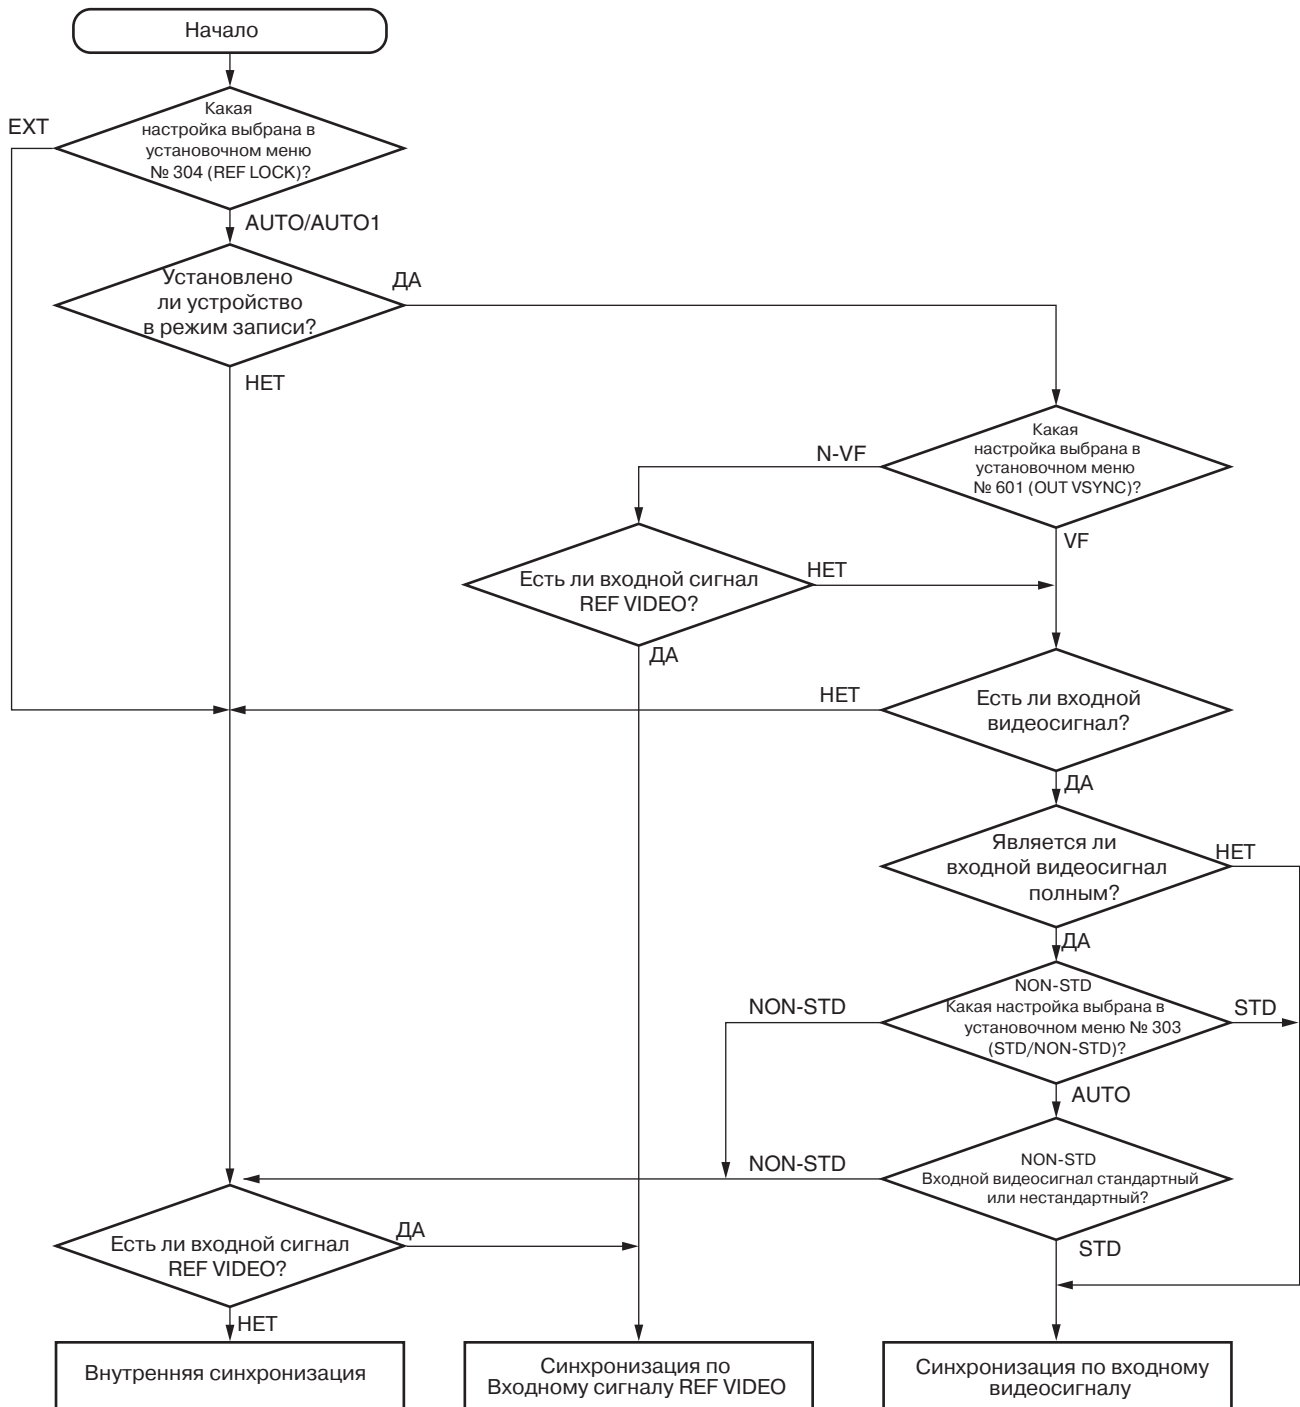 Начало
Какая
настройка выбрана в
установочном меню
№ 304 (REF LOCK)?
EXT
AUTO/AUTO1
Установлено
ли устройство
в режим записи?
ДА
НЕТ
Какая
настройка выбрана в
установочном меню
№ 601 (OUT VSYNC)?
N-VF
VF
Есть ли входной сигнал
REF VIDEO?
НЕТ
ДА
Есть ли входной
видеосигнал?
НЕТ
ДА
Является ли
входной видеосигнал
полным?
НЕТ
ДА
NON-STD
Какая настройка выбрана в
установочном меню № 303
(STD/NON-STD)?
NON-STD
STD
AUTO
NON-STD
Входной видеосигнал стандартный
или нестандартный?
NON-STD
STD
Есть ли входной сигнал
REF VIDEO?
ДА
НЕТ
Внутренняя синхронизация
Синхронизация по
Входному сигналу REF VIDEO
Синхронизация по входному
видеосигналу